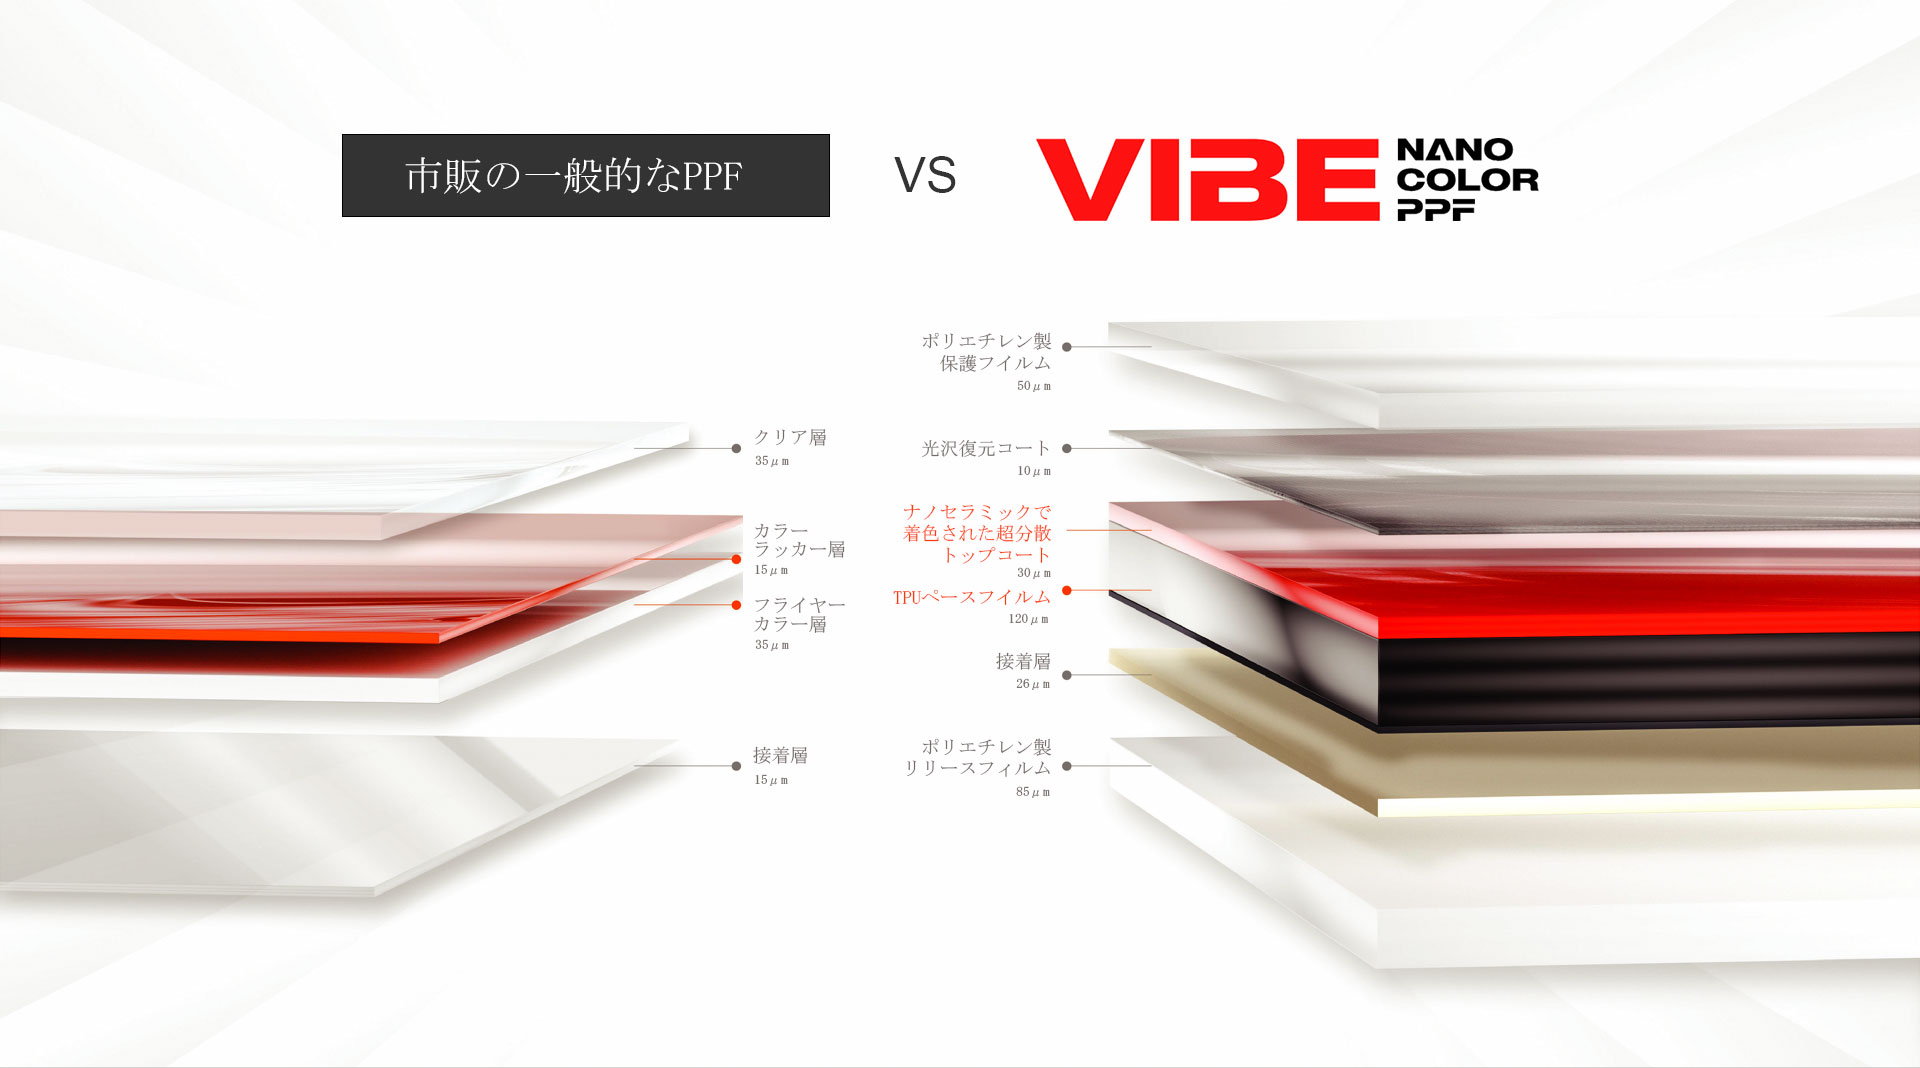 市販の一般的なPPF
VS
VIBE
NANO
COLOR
PPF
クリア層
35μm
カラー
ラッカー層
15μm
フライヤー
カラー層
35μm
接着層
15μm
ポリエチレン製
保護フイルム
50μm
光沢復元コート
10μm
ナノセラミックで
着色された超分散
トップコート
30μm
TPUベースフイルム
120μm
接着層
26μm
ポリエチレン製
リリースフィルム
85μm